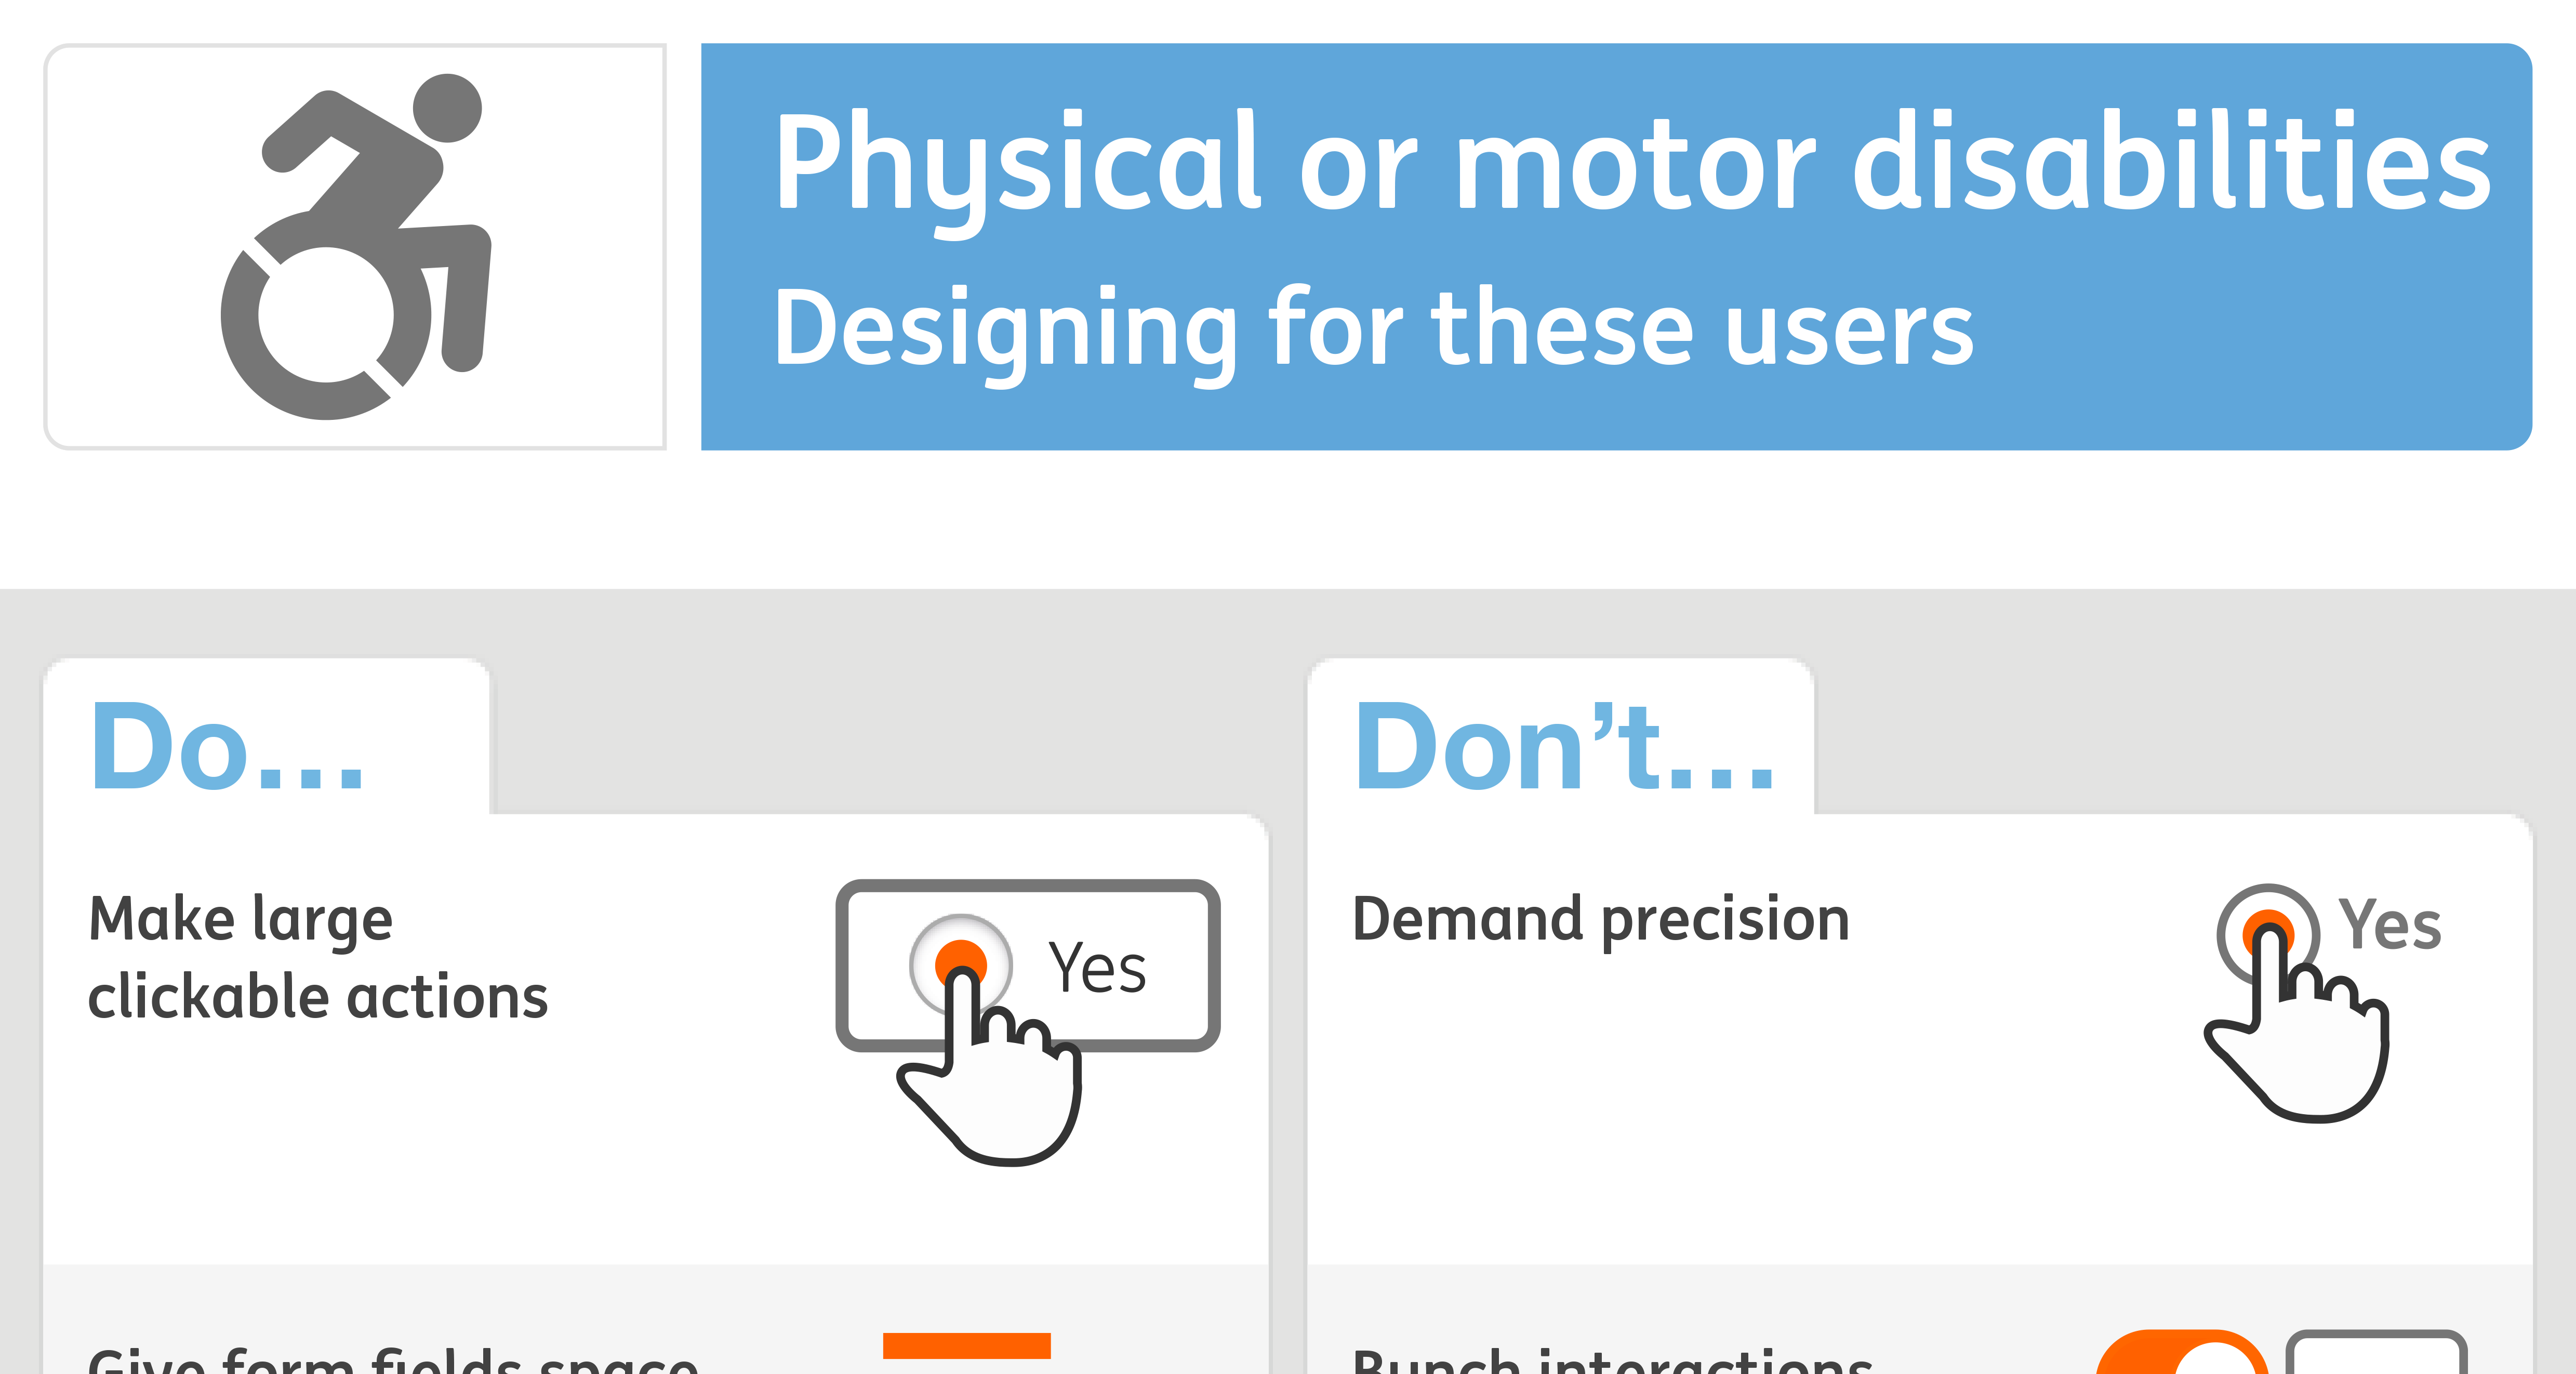 Physical or motor disabilities
Designing for these users
Do...
Make large
clickable actions
Yes
Give form fields space
Don’t...
Demand precision
Yes
Bunch interactions